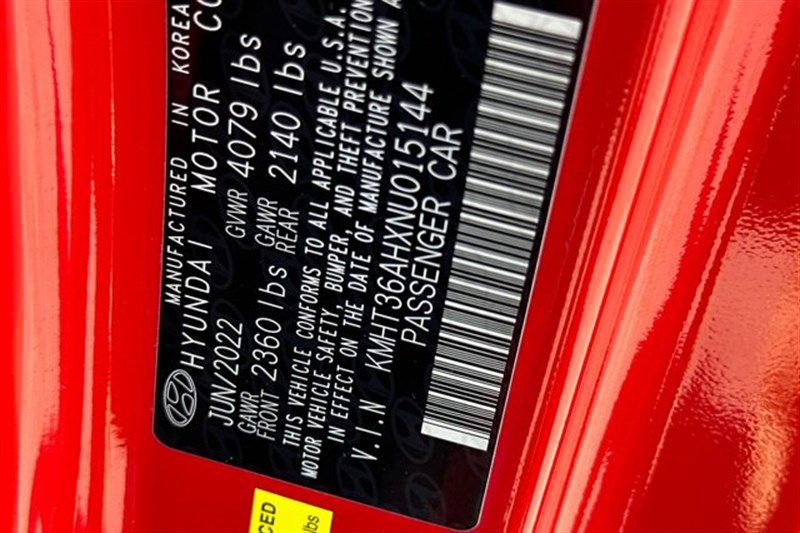 MANUFACTURED IN KOREA
HYUNDAI MOTOR CO
JUN/2022 GVWR 4079 lbs
GAWR FRONT 2360 lbs GAWR REAR 2140 lbs
THIS VEHICLE CONFORMS TO ALL APPLICABLE U.S.A.
MOTOR VEHICLE SAFETY, BUMPER, AND THEFT PREVENTION
IN EFFECT ON THE DATE OF MANUFACTURE SHOWN A
V.I.N KMHT36AHXNU015144
PASSENGER CAR
CED
lbs